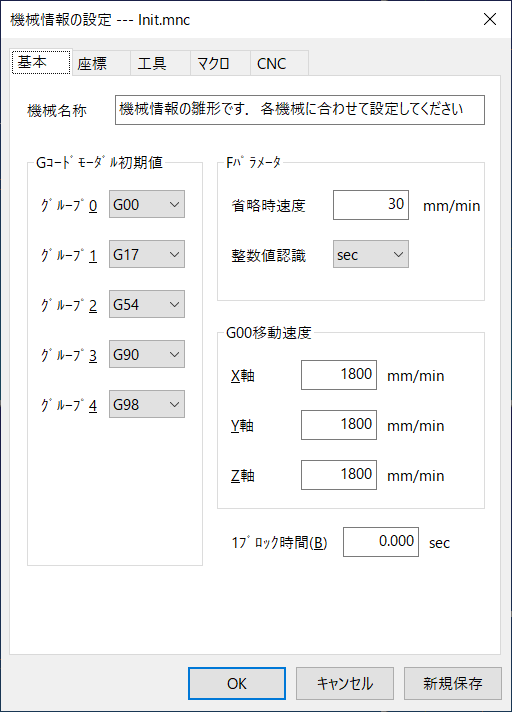 機械情報の設定 --- Init.mnc
基本 座標 工具 マクロ CNC
機械名称 機械情報の雛形です．各機械に合わせて設定してください
Gｺｰﾄﾞﾓｰﾀﾞﾙ初期値
ｸﾞﾙｰﾌﾟ0 G00
ｸﾞﾙｰﾌﾟ1 G17
ｸﾞﾙｰﾌﾟ2 G54
ｸﾞﾙｰﾌﾟ3 G90
ｸﾞﾙｰﾌﾟ4 G98
Fﾊﾟﾗﾒｰﾀ
省略時速度 30 mm/min
整数値認識 sec
G00移動速度
X軸 1800 mm/min
Y軸 1800 mm/min
Z軸 1800 mm/min
1ﾌﾞﾛｯｸ時間(B) 0.000 sec
OK キャンセル 新規保存